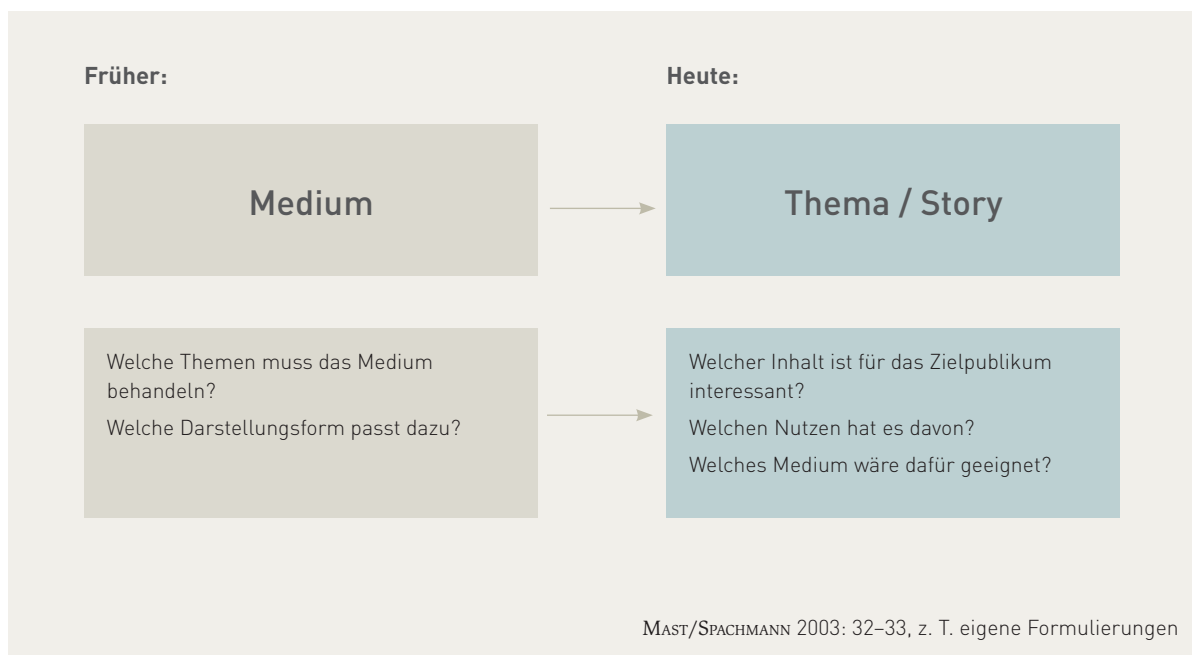 Früher:
Heute:
Medium
Thema / Story
Welche Themen muss das Medium
behandeln?
Welche Darstellungsform passt dazu?
Welcher Inhalt ist für das Zielpublikum
interessant?
Welchen Nutzen hat es davon?
Welches Medium wäre dafür geeignet?
MAST/SPACHMANN 2003: 32–33, z. T. eigene Formulierungen